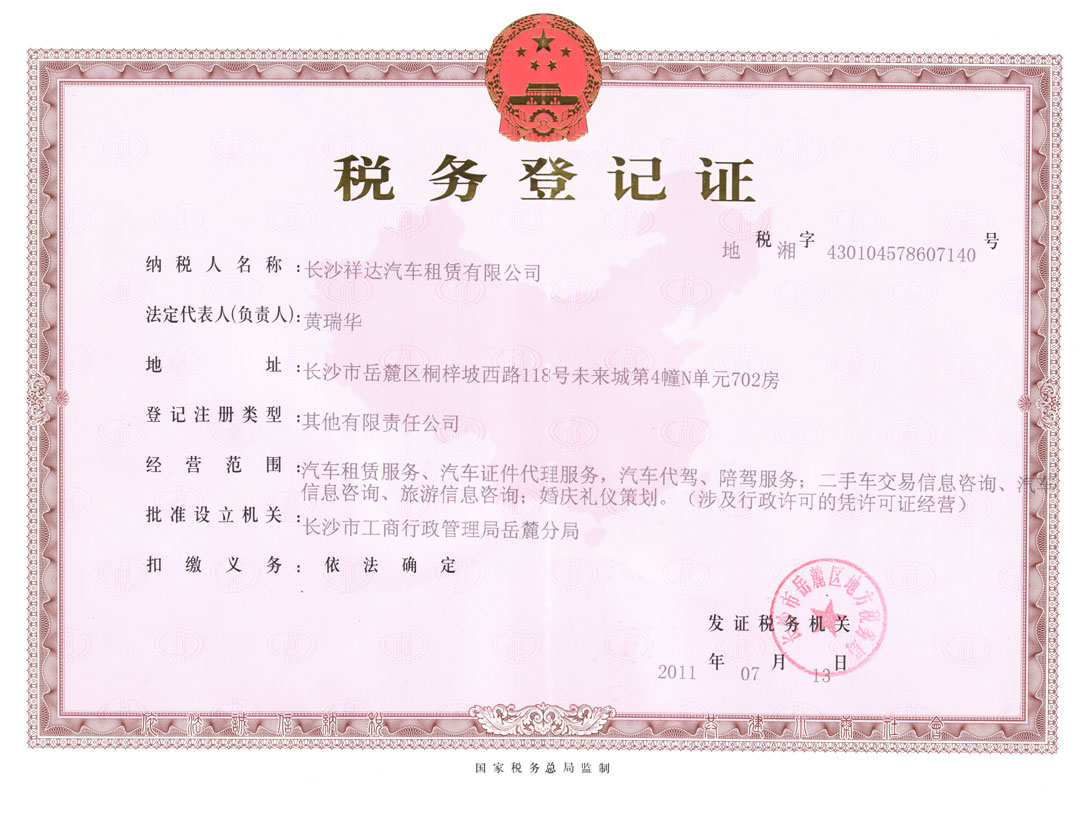 税务登记证
地税湘字 430104578607140 号
纳税人名称：长沙祥达汽车租赁有限公司
法定代表人(负责人)：黄瑞华
地址：长沙市岳麓区桐梓坡西路118号未来城第4幢N单元702房
登记注册类型：其他有限责任公司
经营范围：汽车租赁服务、汽车证件代理服务，汽车代驾、陪驾服务；二手车交易信息咨询、汽车
信息咨询、旅游信息咨询；婚庆礼仪策划。（涉及行政许可的凭许可证经营）
批准设立机关：长沙市工商行政管理局岳麓分局
扣缴义务：依法确定
长沙市岳麓区地方税务局
发证税务机关
2011 年 07 月 13 日
依法誠信納税
共建小康社會
国家税务总局监制